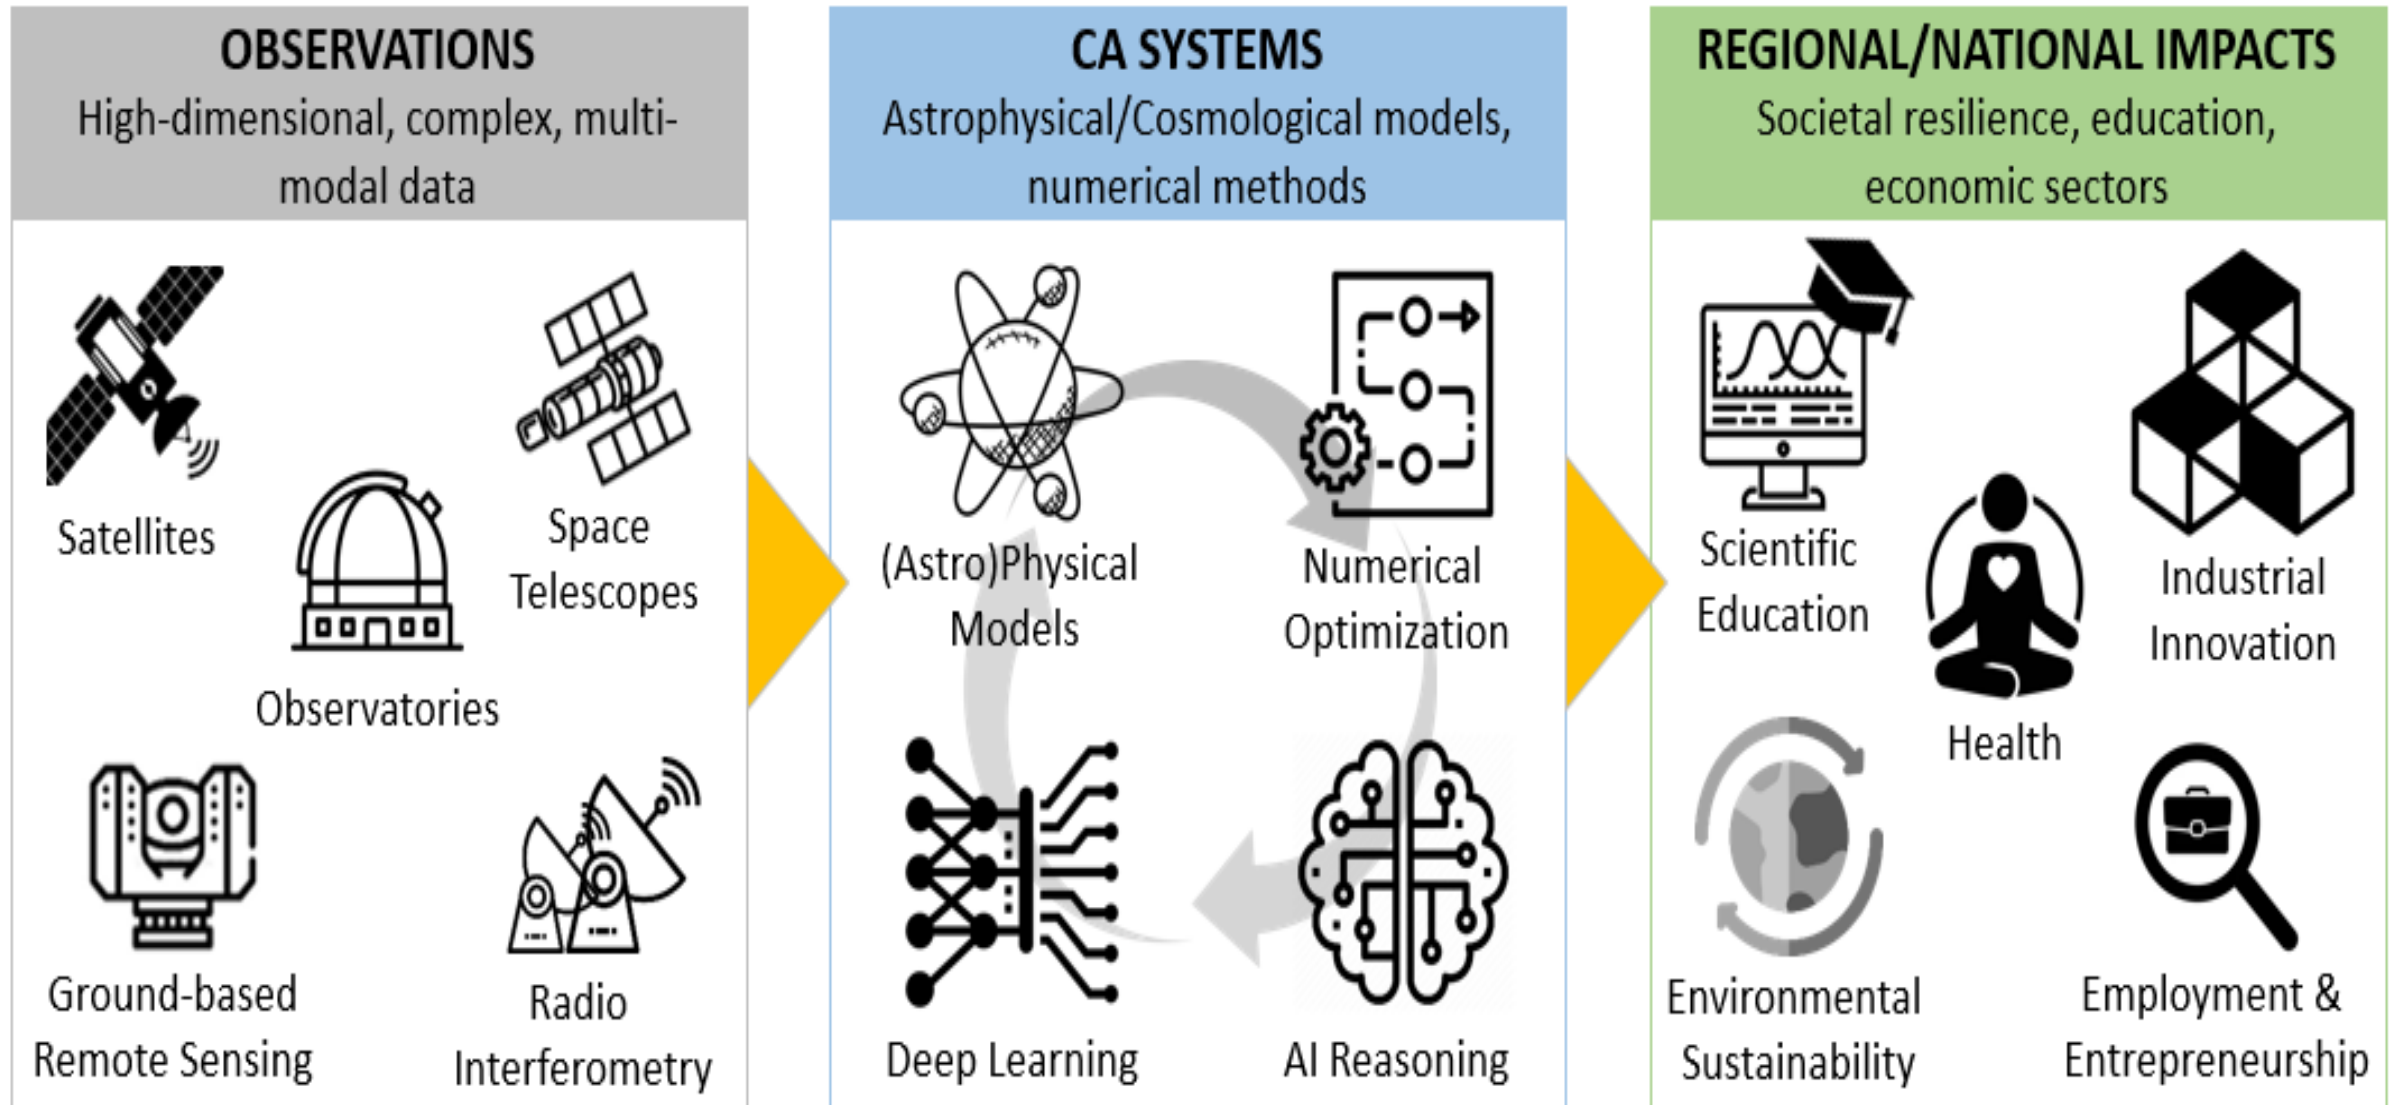 OBSERVATIONS
High-dimensional, complex, multi-
modal data
Satellites
Space
Telescopes
Observatories
Ground-based
Remote Sensing
Radio
Interferometry
CA SYSTEMS
Astrophysical/Cosmological models,
numerical methods
(Astro)Physical
Models
Numerical
Optimization
Deep Learning
AI Reasoning
REGIONAL/NATIONAL IMPACTS
Societal resilience, education,
economic sectors
Scientific
Education
Industrial
Innovation
Health
Environmental
Sustainability
Employment &
Entrepreneurship